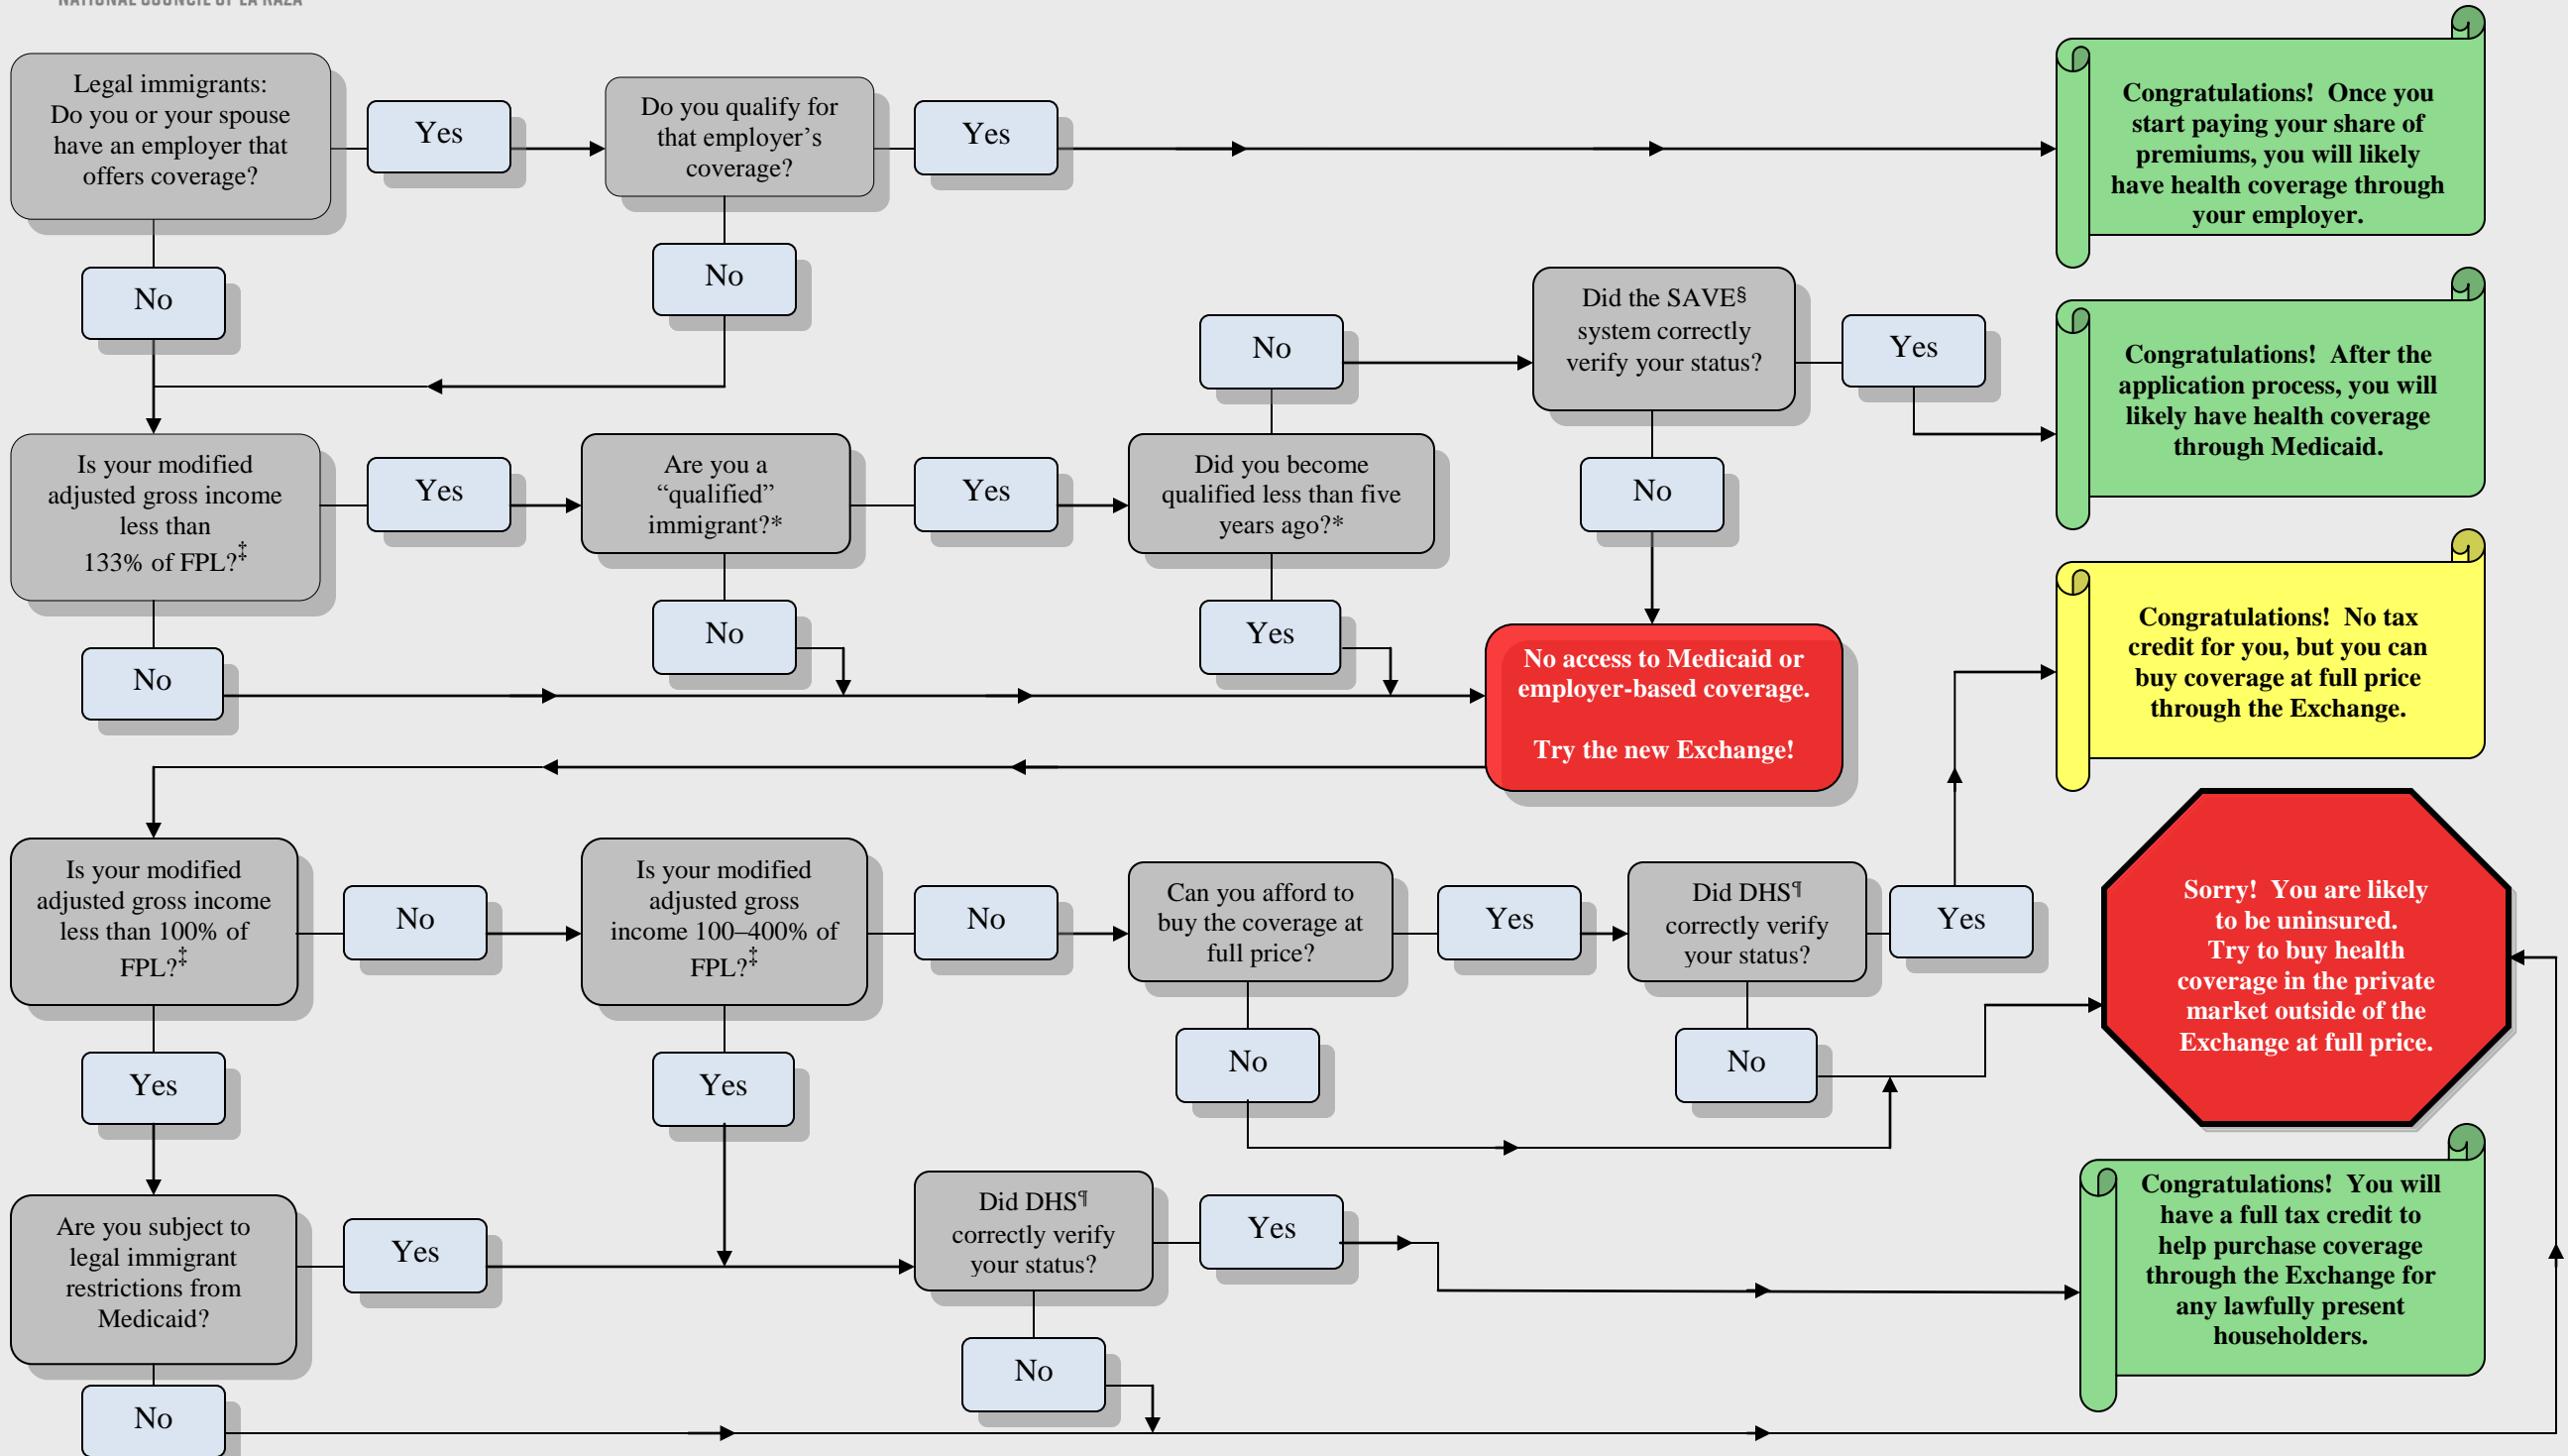 NATIONAL COUNCIL OF LA RAZA
Legal immigrants:
Do you or your spouse
have an employer that
offers coverage?
Yes
Do you qualify for
that employer’s
coverage?
Yes
Congratulations! Once you
start paying your share of
premiums, you will likely
have health coverage through
your employer.
No
No
No
Did the SAVE§
system correctly
verify your status?
Yes
Congratulations! After the
application process, you will
likely have health coverage
through Medicaid.
Is your modified
adjusted gross income
less than
133% of FPL?‡
Yes
Are you a
“qualified”
immigrant?*
Yes
Did you become
qualified less than five
years ago?*
No
No
No
Yes
No access to Medicaid or
employer-based coverage.
Try the new Exchange!
Congratulations! No tax
credit for you, but you can
buy coverage at full price
through the Exchange.
Is your modified
adjusted gross income
less than 100% of
FPL?‡
No
Is your modified
adjusted gross
income 100–400% of
FPL?‡
No
Can you afford to
buy the coverage at
full price?
Yes
Did DHS¶
correctly verify
your status?
Yes
Sorry! You are likely
to be uninsured.
Try to buy health
coverage in the private
market outside of the
Exchange at full price.
Yes
Yes
No
No
Are you subject to
legal immigrant
restrictions from
Medicaid?
Yes
Did DHS¶
correctly verify
your status?
Yes
Congratulations! You will
have a full tax credit to
help purchase coverage
through the Exchange for
any lawfully present
householders.
No
No